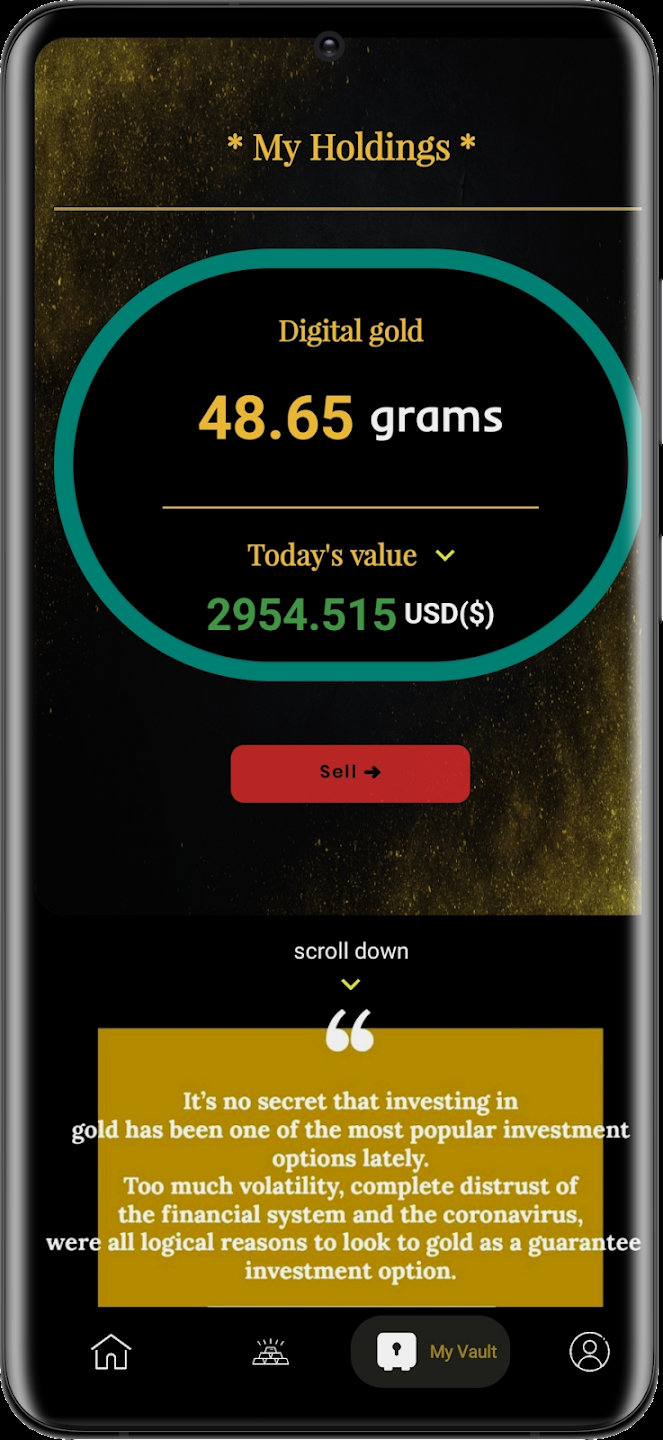 * My Holdings *
Digital gold
48.65 grams
Today's value
2954.515 USD($)
Sell →
scroll down
“
It’s no secret that investing in
gold has been one of the most popular investment
options lately.
Too much volatility, complete distrust of
the financial system and the coronavirus,
were all logical reasons to look to gold as a guarantee
investment option.
My Vault